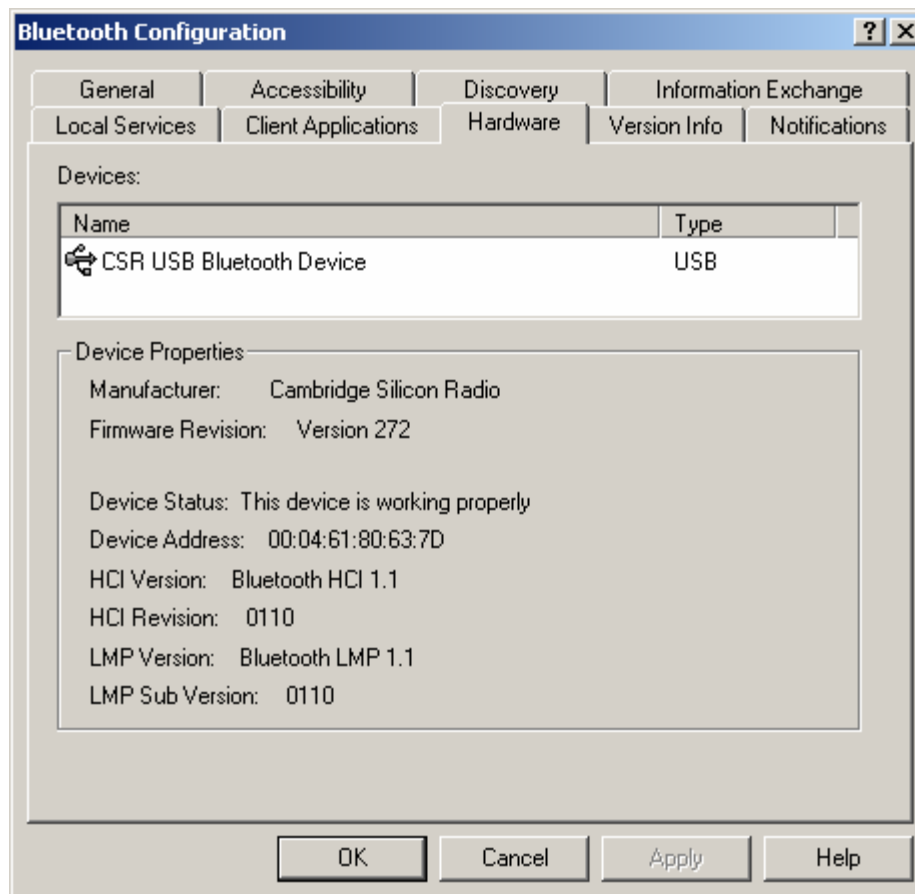 Bluetooth Configuration
General Accessibility Discovery Information Exchange
Local Services Client Applications Hardware Version Info Notifications
Devices:
Name Type
CSR USB Bluetooth Device USB
Device Properties
Manufacturer: Cambridge Silicon Radio
Firmware Revision: Version 272
Device Status: This device is working properly
Device Address: 00:04:61:80:63:7D
HCI Version: Bluetooth HCI 1.1
HCI Revision: 0110
LMP Version: Bluetooth LMP 1.1
LMP Sub Version: 0110
OK Cancel Apply Help